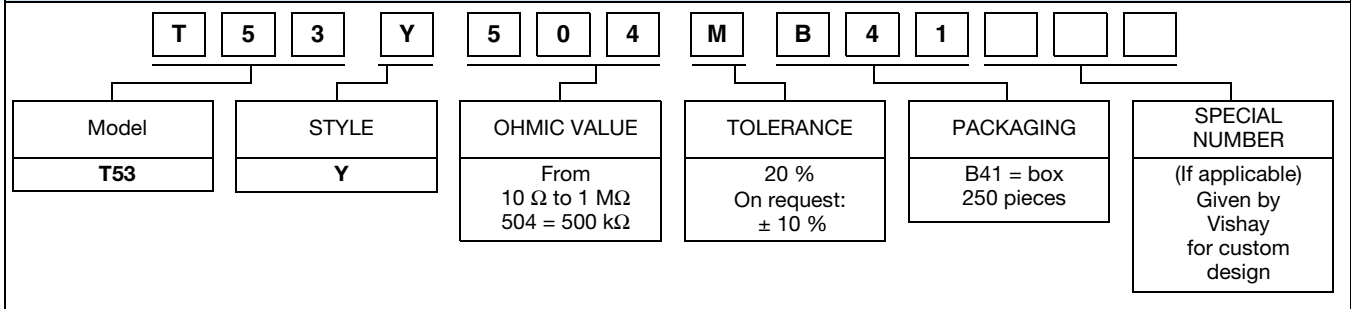 T 5 3 Y 5 0 4 M B 4 1
Model
T53
STYLE
Y
OHMIC VALUE
From
10 Ω to 1 MΩ
504 = 500 kΩ
TOLERANCE
20 %
On request:
± 10 %
PACKAGING
B41 = box
250 pieces
SPECIAL
NUMBER
(If applicable)
Given by
Vishay
for custom
design